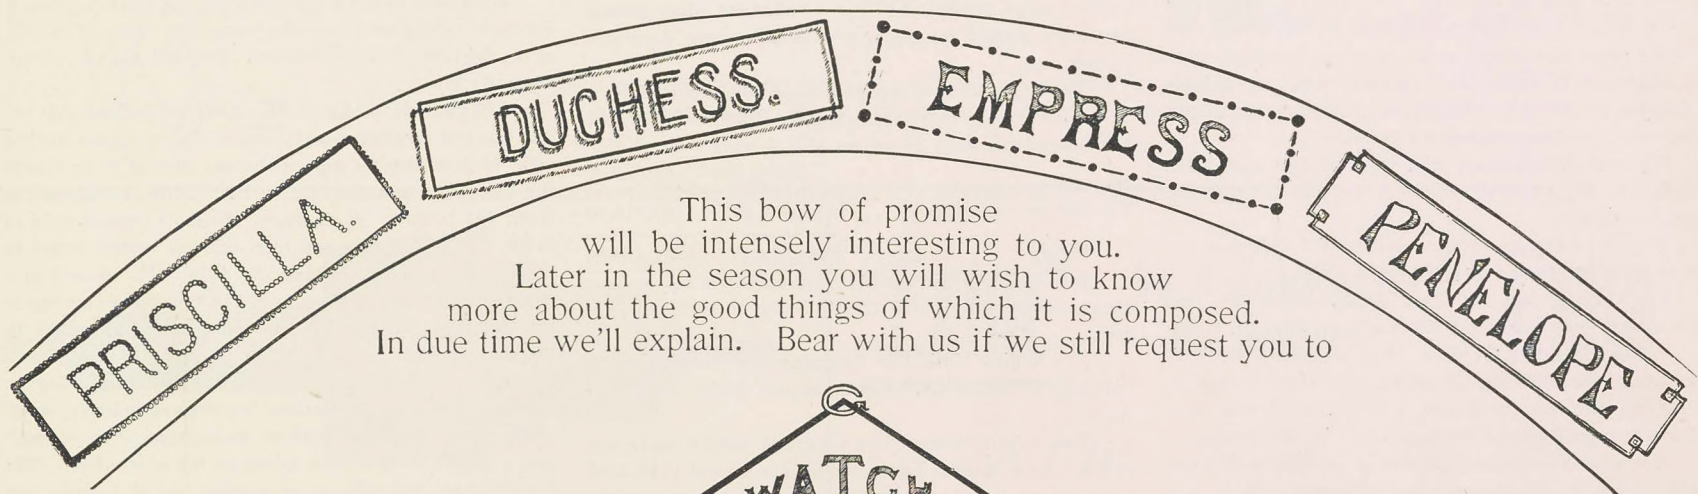 PRISCILLA.
DUCHESS.
EMPRESS
PENELOPE
This bow of promise
will be intensely interesting to you.
Later in the season you will wish to know
more about the good things of which it is composed.
In due time we'll explain. Bear with us if we still request you to
WATCH